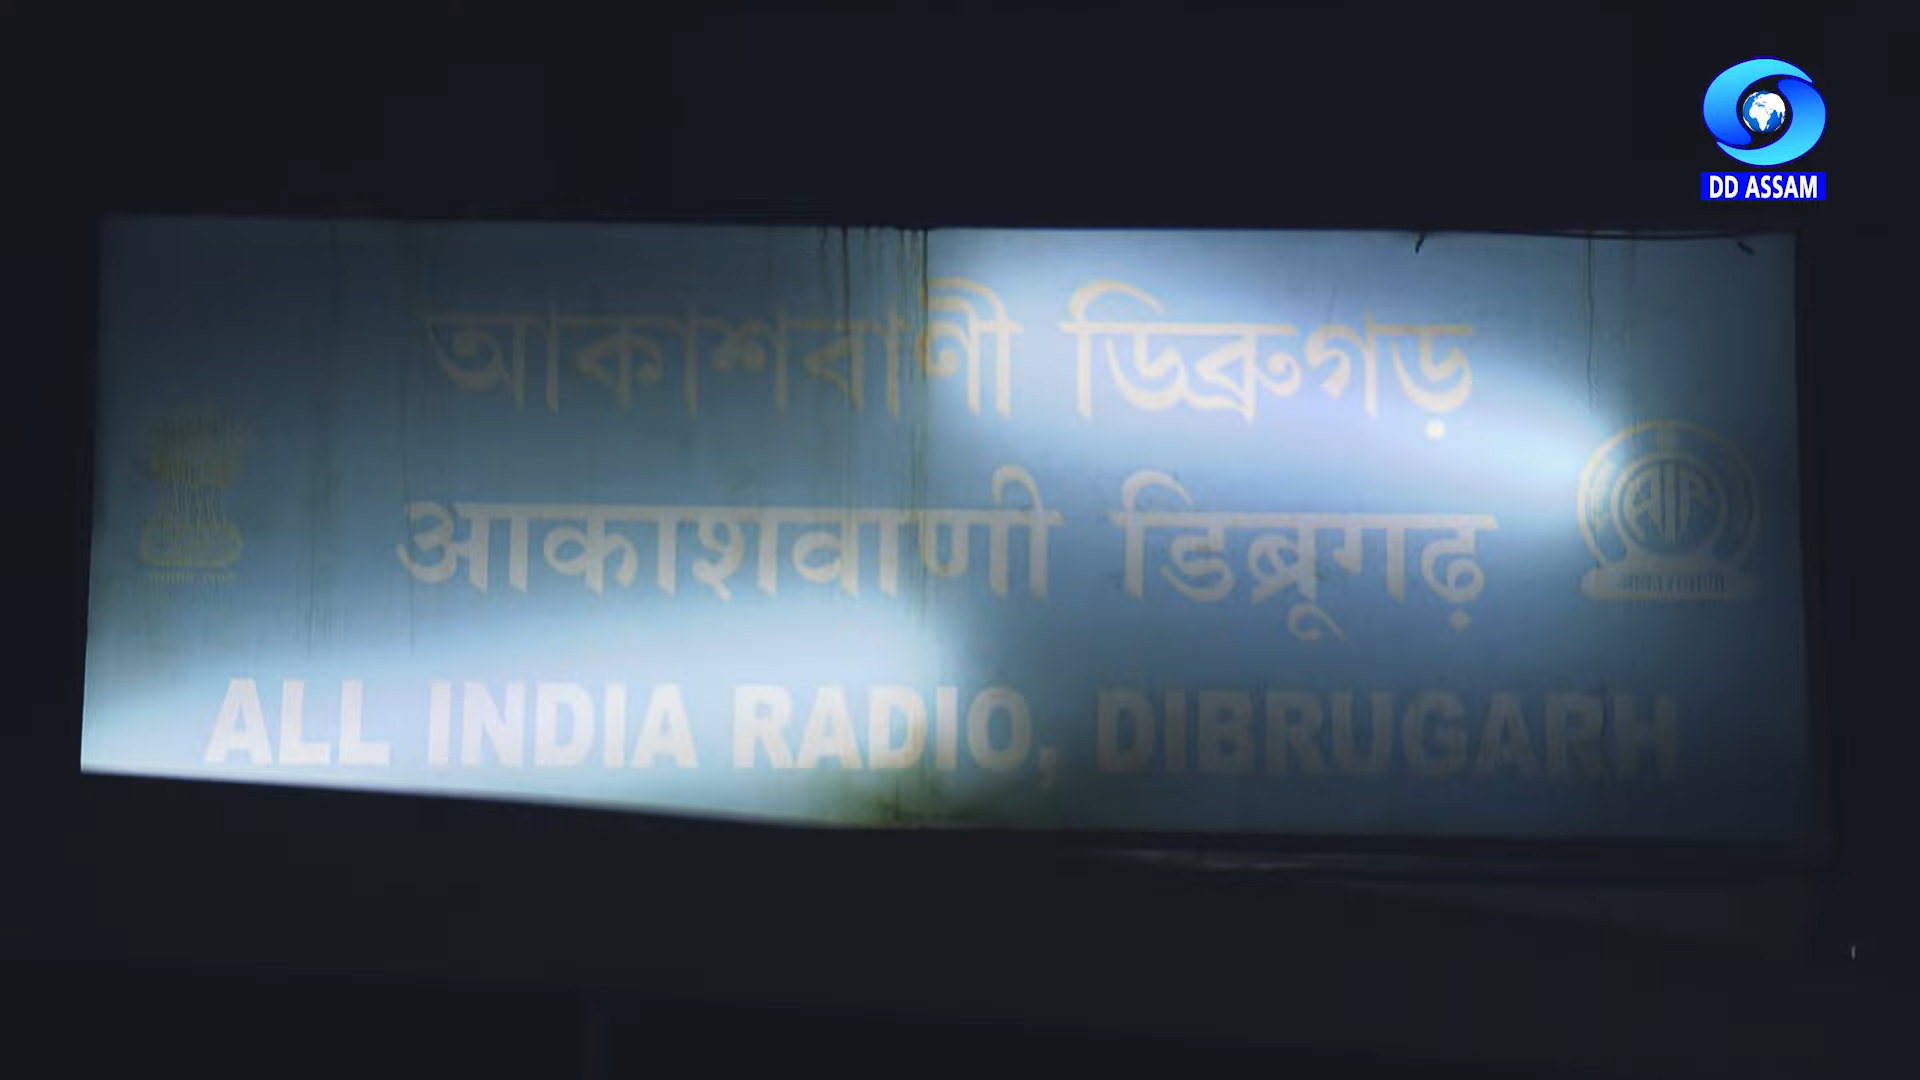 DD ASSAM
আকাশবাণী ডিব্ৰুগড়
आकाशवाणी डिब्रूगढ़
ALL INDIA RADIO, DIBRUGARH